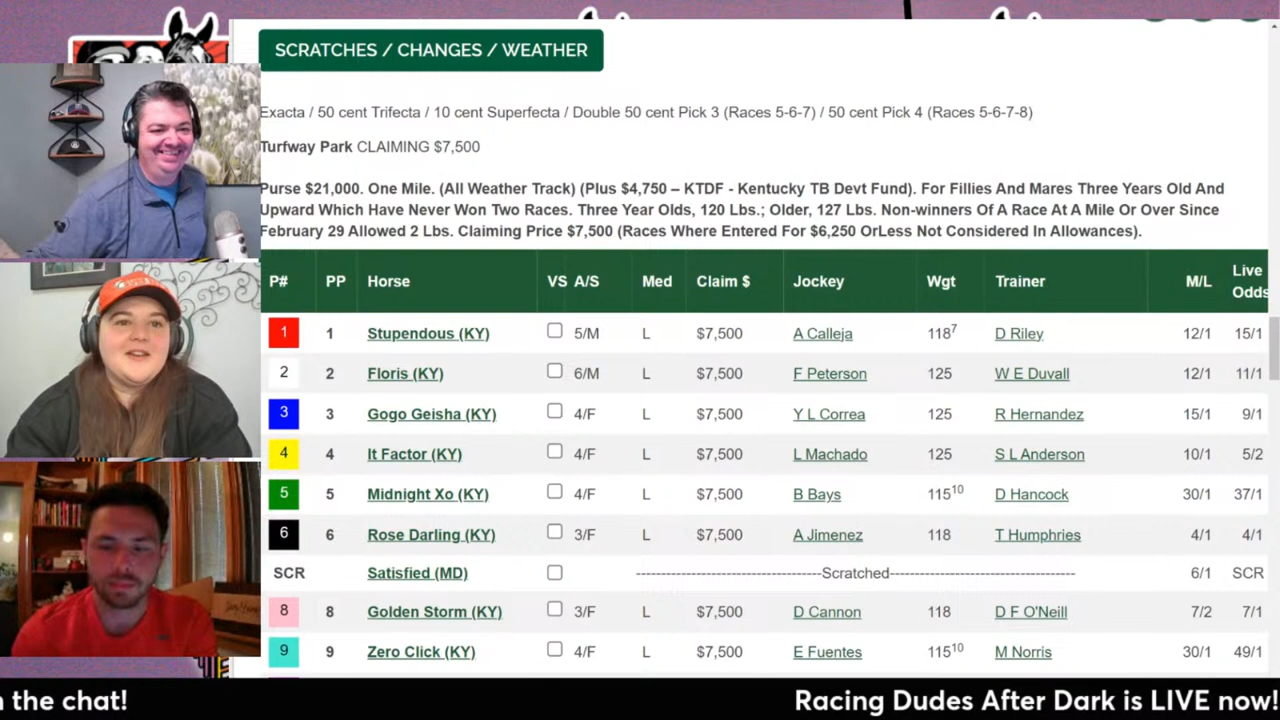 SCRATCHES / CHANGES / WEATHER
Exacta / 50 cent Trifecta / 10 cent Superfecta / Double 50 cent Pick 3 (Races 5-6-7) / 50 cent Pick 4 (Races 5-6-7-8)
Turfway Park CLAIMING $7,500
Purse $21,000. One Mile. (All Weather Track) (Plus $4,750 – KTDF - Kentucky TB Devt Fund). For Fillies And Mares Three Years Old And
Upward Which Have Never Won Two Races. Three Year Olds, 120 Lbs.; Older, 127 Lbs. Non-winners Of A Race At A Mile Or Over Since
February 29 Allowed 2 Lbs. Claiming Price $7,500 (Races Where Entered For $6,250 OrLess Not Considered In Allowances).
P# PP Horse VS A/S Med Claim $ Jockey Wgt Trainer M/L Live Odds
1 1 Stupendous (KY) 5/M L $7,500 A Calleja 118⁷ D Riley 12/1 15/1
2 2 Floris (KY) 6/M L $7,500 F Peterson 125 W E Duvall 12/1 11/1
3 3 Gogo Geisha (KY) 4/F L $7,500 Y L Correa 125 R Hernandez 15/1 9/1
4 4 It Factor (KY) 4/F L $7,500 L Machado 125 S L Anderson 10/1 5/2
5 5 Midnight Xo (KY) 4/F L $7,500 B Bays 115¹⁰ D Hancock 30/1 37/1
6 6 Rose Darling (KY) 3/F L $7,500 A Jimenez 118 T Humphries 4/1 4/1
SCR Satisfied (MD) -------------------------------------Scratched------------------------------------ 6/1 SCR
8 8 Golden Storm (KY) 3/F L $7,500 D Cannon 118 D F O'Neill 7/2 7/1
9 9 Zero Click (KY) 4/F L $7,500 E Fuentes 115¹⁰ M Norris 30/1 49/1
the chat! Racing Dudes After Dark is LIVE now!